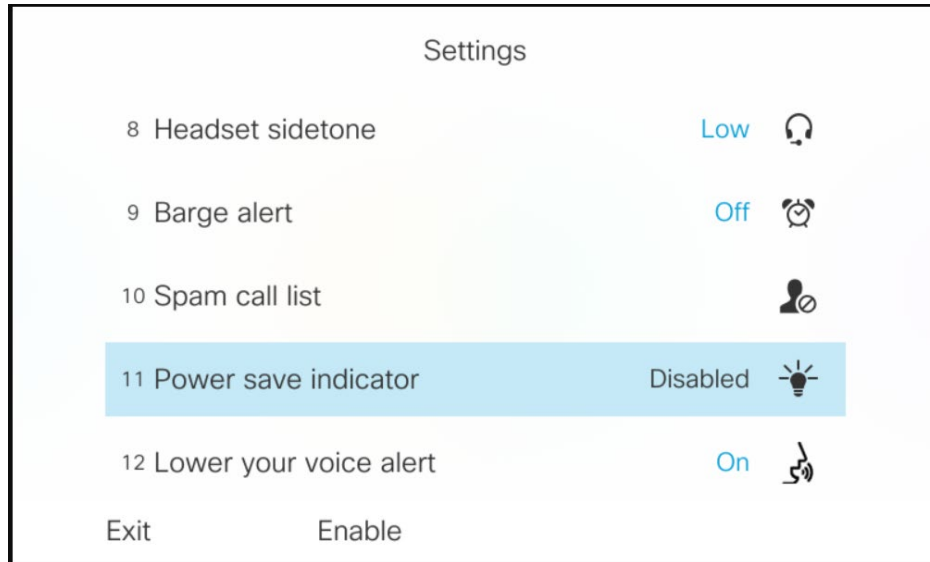 Settings
8 Headset sidetone Low
9 Barge alert Off
10 Spam call list
11 Power save indicator Disabled
12 Lower your voice alert On
Exit Enable